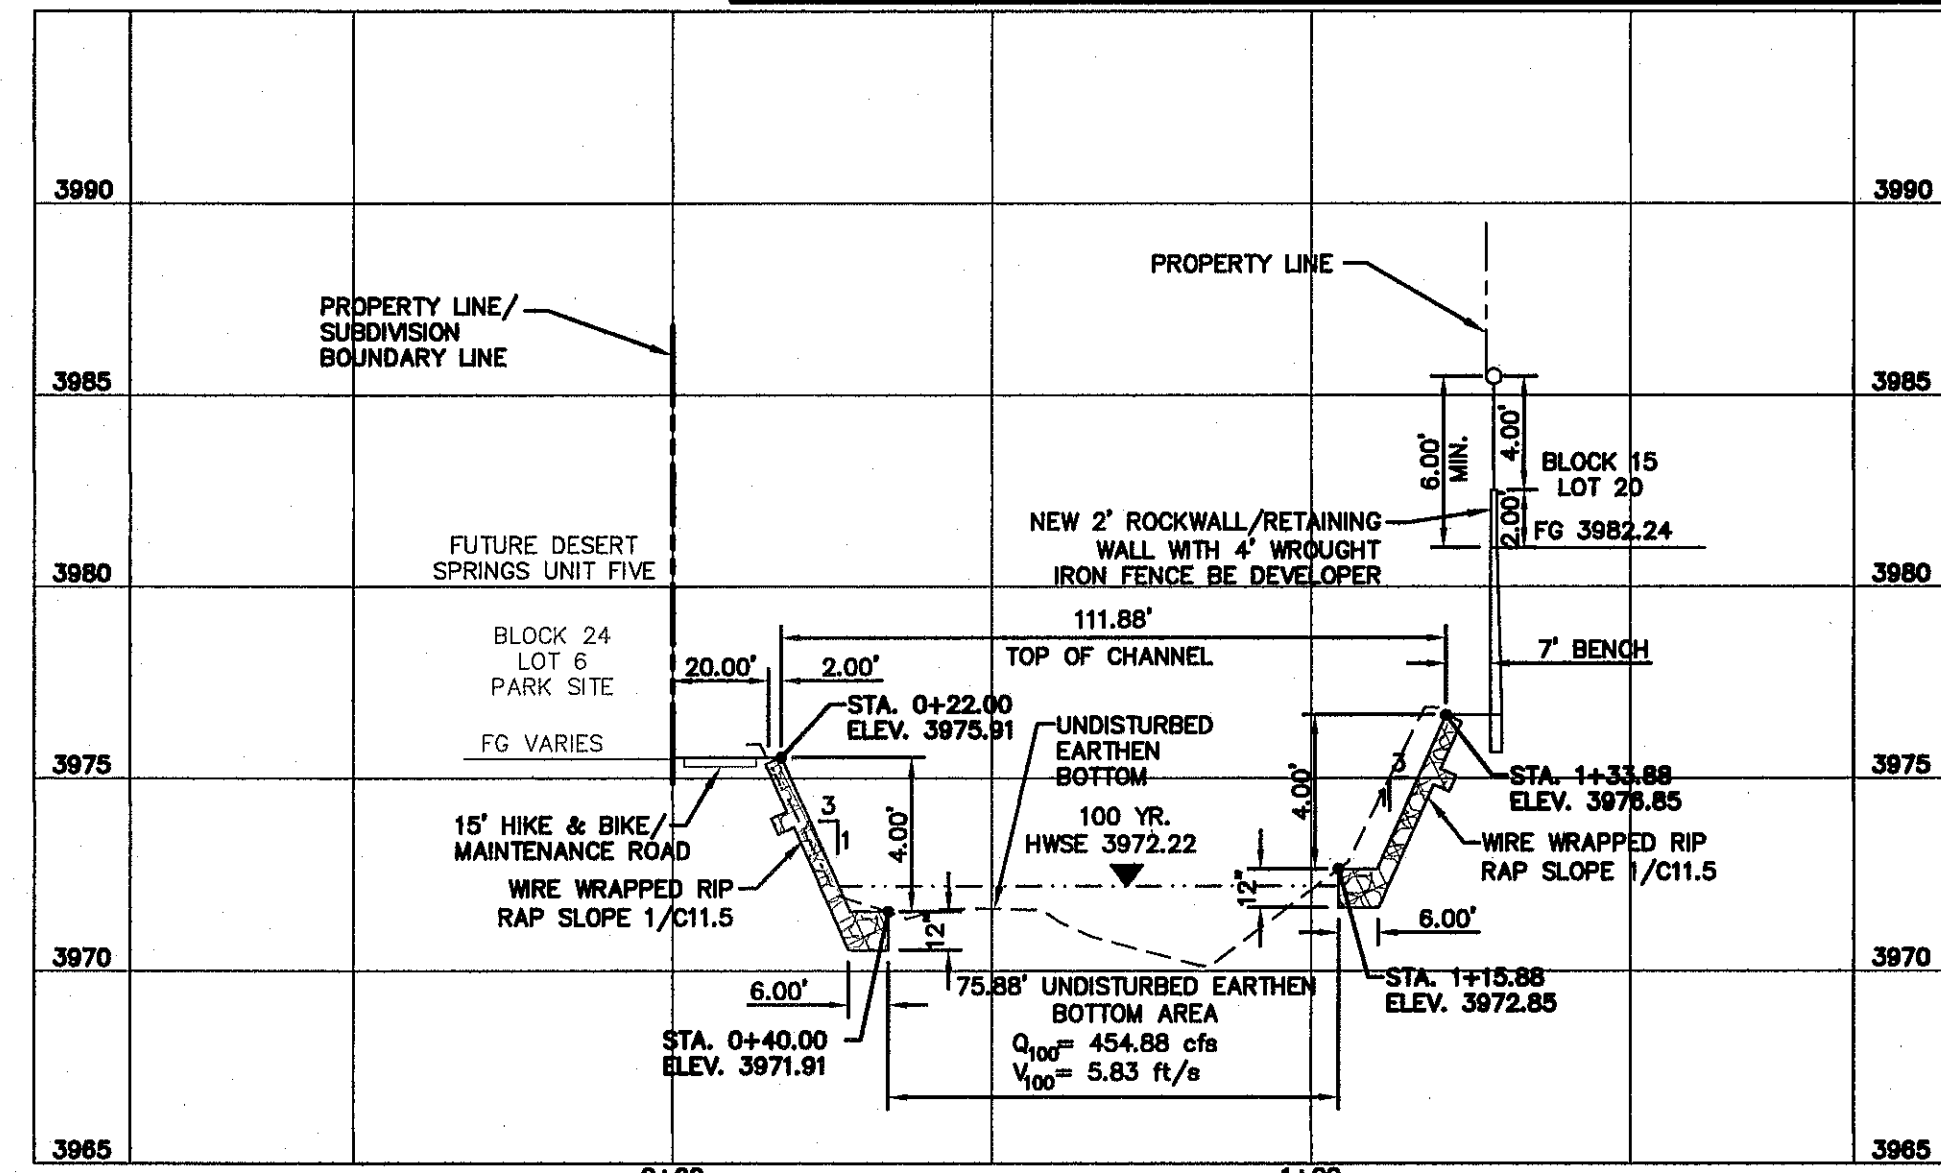 3990
3990
PROPERTY LINE
PROPERTY LINE/
SUBDIVISION
BOUNDARY LINE
3985
3985
6.00'
MIN.
4.00'
BLOCK 15
LOT 20
2.00'
FG 3982.24
NEW 2' ROCKWALL/RETAINING
WALL WITH 4' WROUGHT
IRON FENCE BE DEVELOPER
FUTURE DESERT
SPRINGS UNIT FIVE
3980
3980
111.88'
TOP OF CHANNEL
7' BENCH
BLOCK 24
LOT 6
PARK SITE
20.00'
2.00'
STA. 0+22.00
ELEV. 3975.91
UNDISTURBED
EARTHEN
BOTTOM
FG VARIES
3975
3975
STA. 1+33.88
ELEV. 3976.85
3
1
4.00'
4.00'
3
1
15' HIKE & BIKE/
MAINTENANCE ROAD
100 YR.
HWSE 3972.22
WIRE WRAPPED RIP
RAP SLOPE 1/C11.5
WIRE WRAPPED RIP
RAP SLOPE 1/C11.5
12"
12"
6.00'
3970
3970
6.00'
75.88' UNDISTURBED EARTHEN
BOTTOM AREA
STA. 1+15.88
ELEV. 3972.85
STA. 0+40.00
ELEV. 3971.91
Q100= 454.88 cfs
V100= 5.83 ft/s
3965
3965